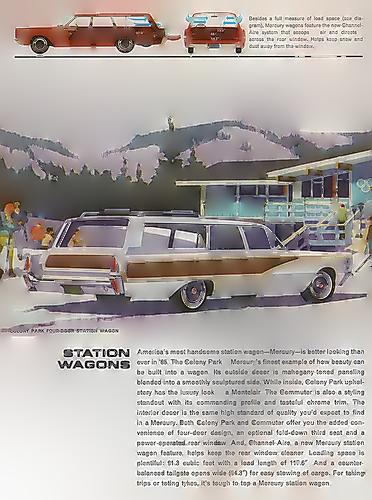 Besides a full measure of load space (see dia-
gram), Mercury wagons feature the new Channel-
Aire system that scoops air and directs
across the rear window. Helps keep snow and
dust away from the window.
COLONY PARK FOUR-DOOR STATION WAGON
STATION
WAGONS
America's most handsome station wagon—Mercury—is better looking than
ever in '65. The Colony Park Mercury's finest example of how beauty can
be built into a wagon. Its outside decor is mahogany-toned paneling
blended into a smoothly sculptured side. While inside, Colony Park uphol-
stery has the luxury look a Montclair. The Commuter is also a styling
standout with its commanding profile and tasteful chrome trim. The
interior decor is the same high standard of quality you'd expect to find
in a Mercury. Both Colony Park and Commuter offer you the added con-
venience of four-door design, an optional fold-down third seat and a
power-operated rear window. And, Channel-Aire, a new Mercury station
wagon feature, helps keep the rear window cleaner. Loading space is
plentiful: 91.3 cubic feet with a load length of And a counter-
balanced tailgate opens wide for easy stowing of cargo. For taking
trips or toting tykes, it's tough to top a Mercury station wagon.